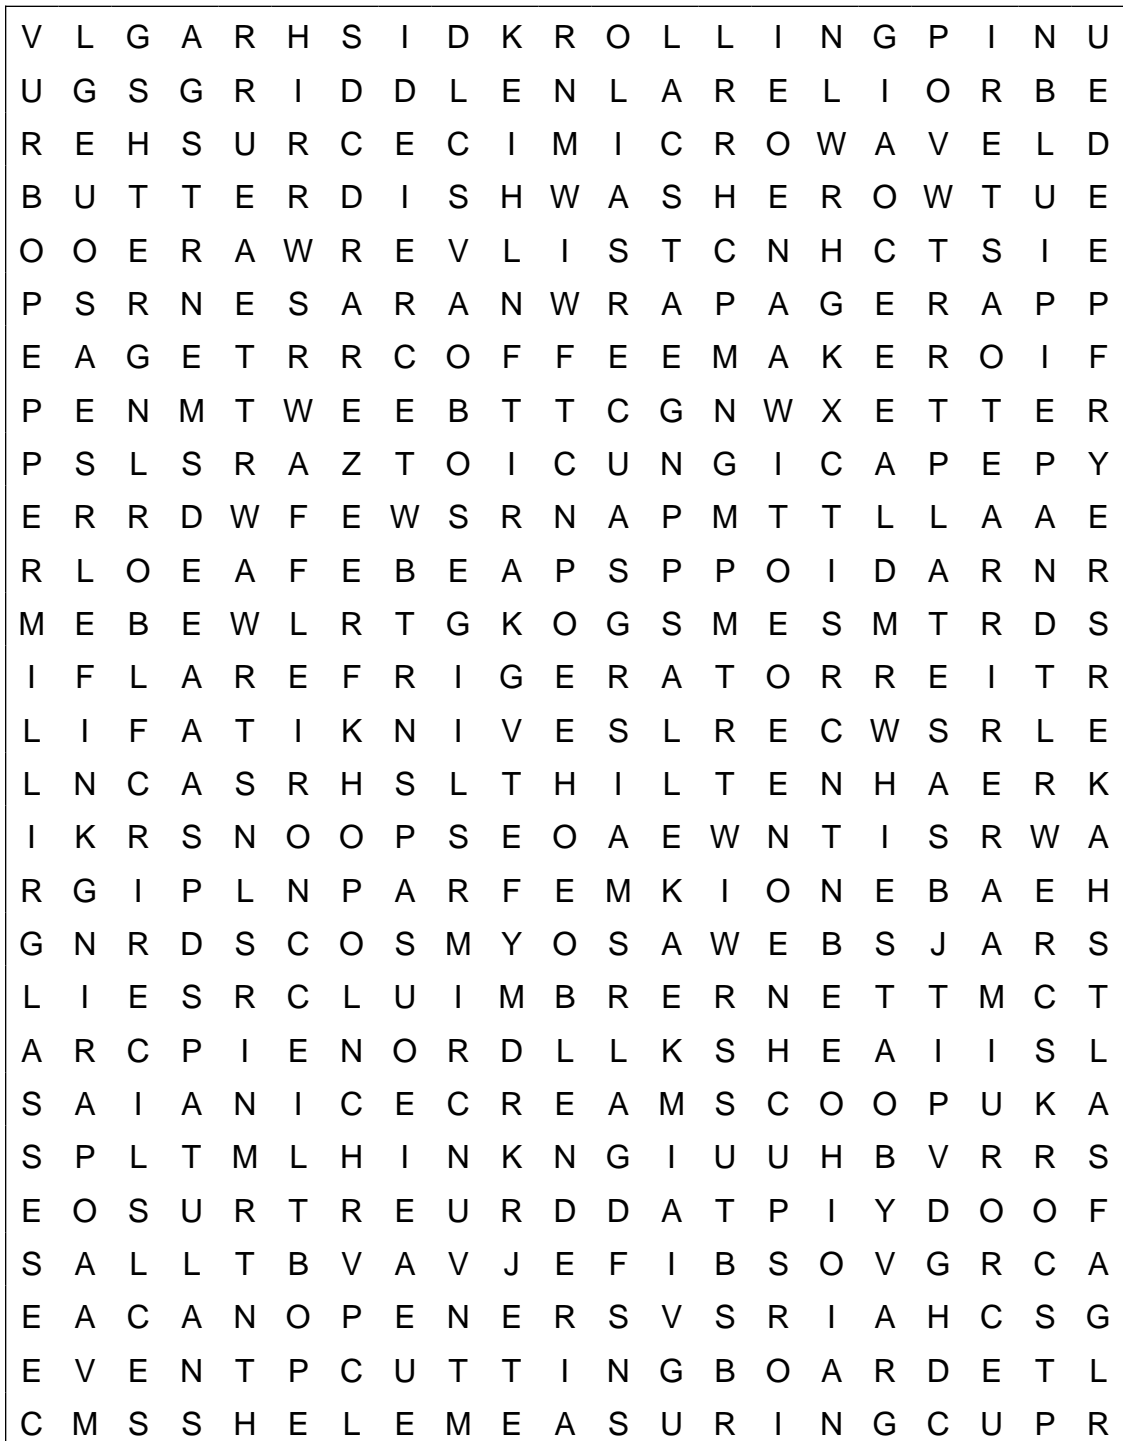 V L G A R H S I D K R O L L I N G P I N U
U G S G R I D D L E N L A R E L I O R B E
R E H S U R C E C I M I C R O W A V E L D
B U T T E R D I S H W A S H E R O W T U E
O O E R A W R E V L I S T C N H C T S I E
P S R N E S A R A N W R A P A G E R A P P
E A G E T R R C O F F E E M A K E R O I F
P E N M T W E E B T T C G N W X E T T E R
P S L S R A Z T O I C U N G I C A P E P Y
E R R D W F E W S R N A P M T T L L A A E
R L O E A F E B E A P S P P O I D A R N R
M E B E W L R T G K O G S M E S M T R D S
I F L A R E F R I G E R A T O R R E I T R
L I F A T I K N I V E S L R E C W S R L E
L N C A S R H S L T H I L T E N H A E R K
I K R S N O O P S E O A E W N T I S R W A
R G I P L N P A R F E M K I O N E B A E H
G N R D S C O S M Y O S A W E B S J A R S
L I E S R C L U I M B R E R N E T T M C T
A R C P I E N O R D L L K S H E A I I S L
S A I A N I C E C R E A M S C O O P U K A
S P L T M L H I N K N G I U U H B V R R S
E O S U R T R E U R D D A T P I Y D O O F
S A L L T B V A V J E F I B S O V G R C A
E A C A N O P E N E R S V S R I A H C S G
E V E N T P C U T T I N G B O A R D E T L
C M S S H E L E M E A S U R I N G C U P R